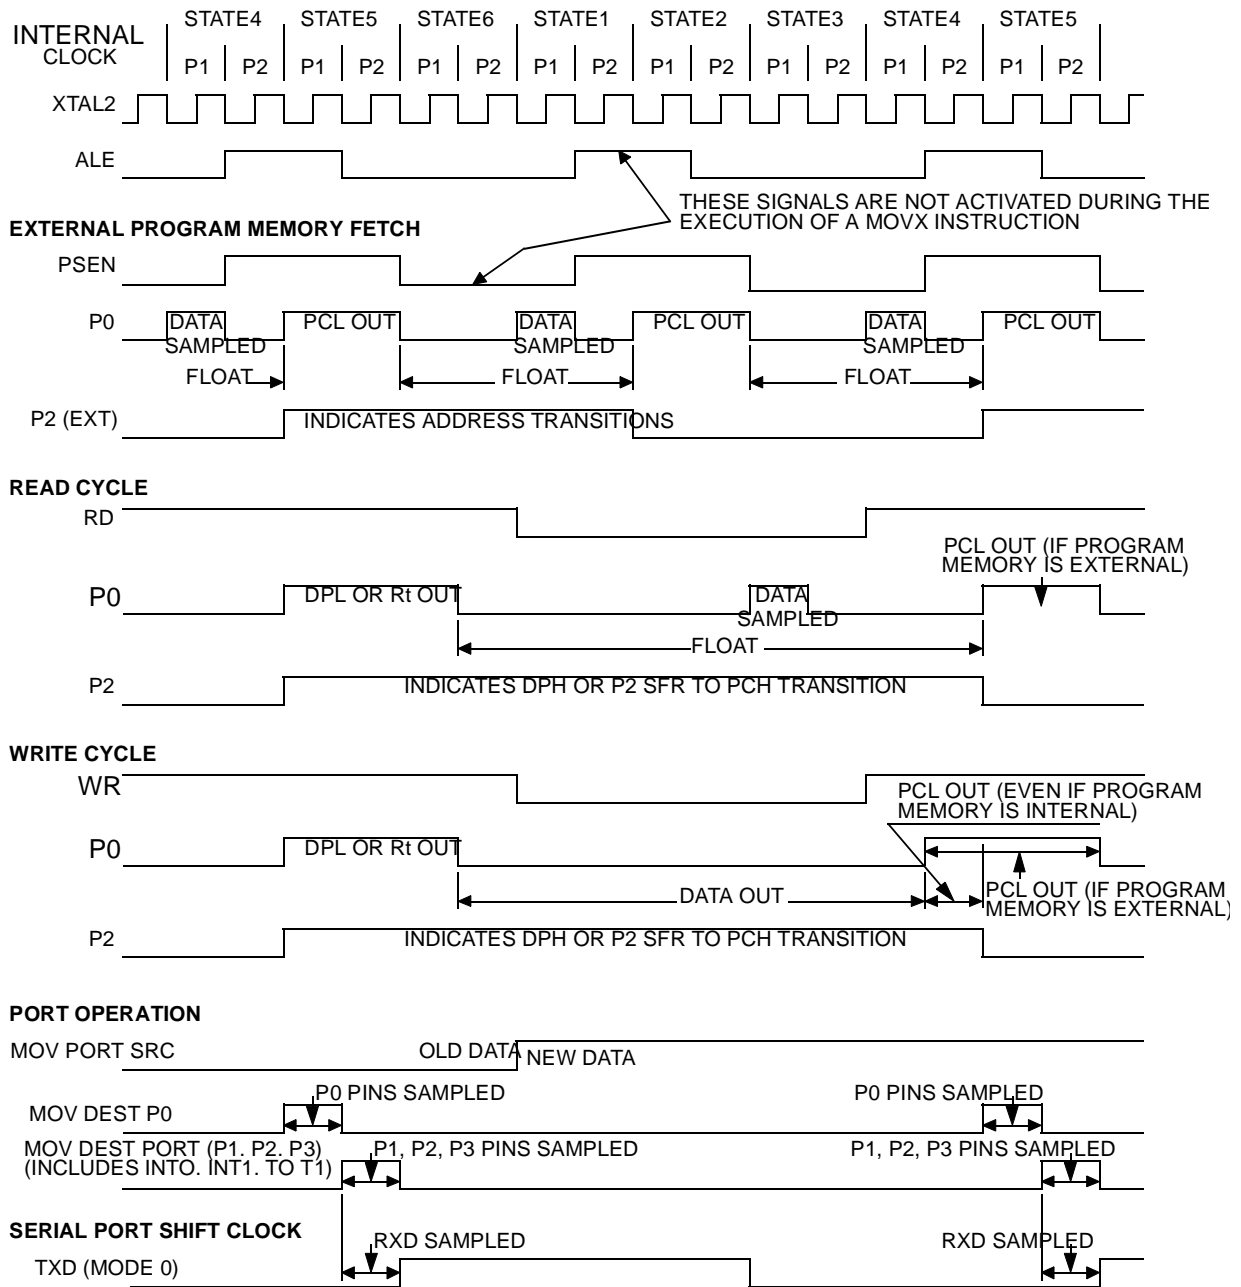 STATE4 STATE5 STATE6 STATE1 STATE2 STATE3 STATE4 STATE5
INTERNAL
CLOCK
P1 P2 P1 P2 P1 P2 P1 P2 P1 P2 P1 P2 P1 P2 P1 P2
XTAL2
ALE
THESE SIGNALS ARE NOT ACTIVATED DURING THE
EXECUTION OF A MOVX INSTRUCTION
EXTERNAL PROGRAM MEMORY FETCH
PSEN
P0 DATA PCL OUT DATA PCL OUT DATA PCL OUT
SAMPLED SAMPLED SAMPLED
FLOAT FLOAT FLOAT
P2 (EXT) INDICATES ADDRESS TRANSITIONS
READ CYCLE
RD
PCL OUT (IF PROGRAM
MEMORY IS EXTERNAL)
P0 DPL OR Rt OUT DATA
SAMPLED
FLOAT
P2 INDICATES DPH OR P2 SFR TO PCH TRANSITION
WRITE CYCLE
WR
PCL OUT (EVEN IF PROGRAM
MEMORY IS INTERNAL)
P0 DPL OR Rt OUT
DATA OUT
PCL OUT (IF PROGRAM
MEMORY IS EXTERNAL)
P2 INDICATES DPH OR P2 SFR TO PCH TRANSITION
PORT OPERATION
MOV PORT SRC OLD DATA NEW DATA
P0 PINS SAMPLED P0 PINS SAMPLED
MOV DEST P0
MOV DEST PORT (P1. P2. P3) P1, P2, P3 PINS SAMPLED P1, P2, P3 PINS SAMPLED
(INCLUDES INTO. INT1. TO T1)
SERIAL PORT SHIFT CLOCK
RXD SAMPLED RXD SAMPLED
TXD (MODE 0)